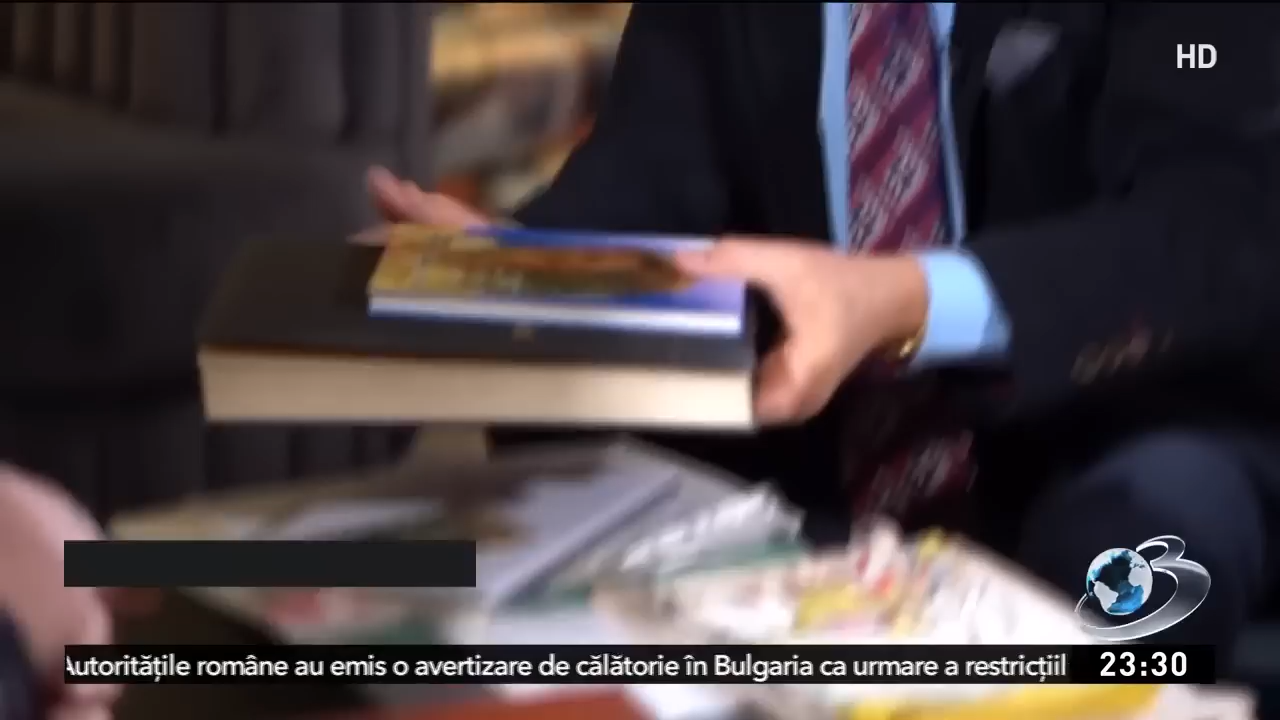 HD
Autoritățile române au emis o avertizare de călătorie în Bulgaria ca urmare a restricțiil
23:30